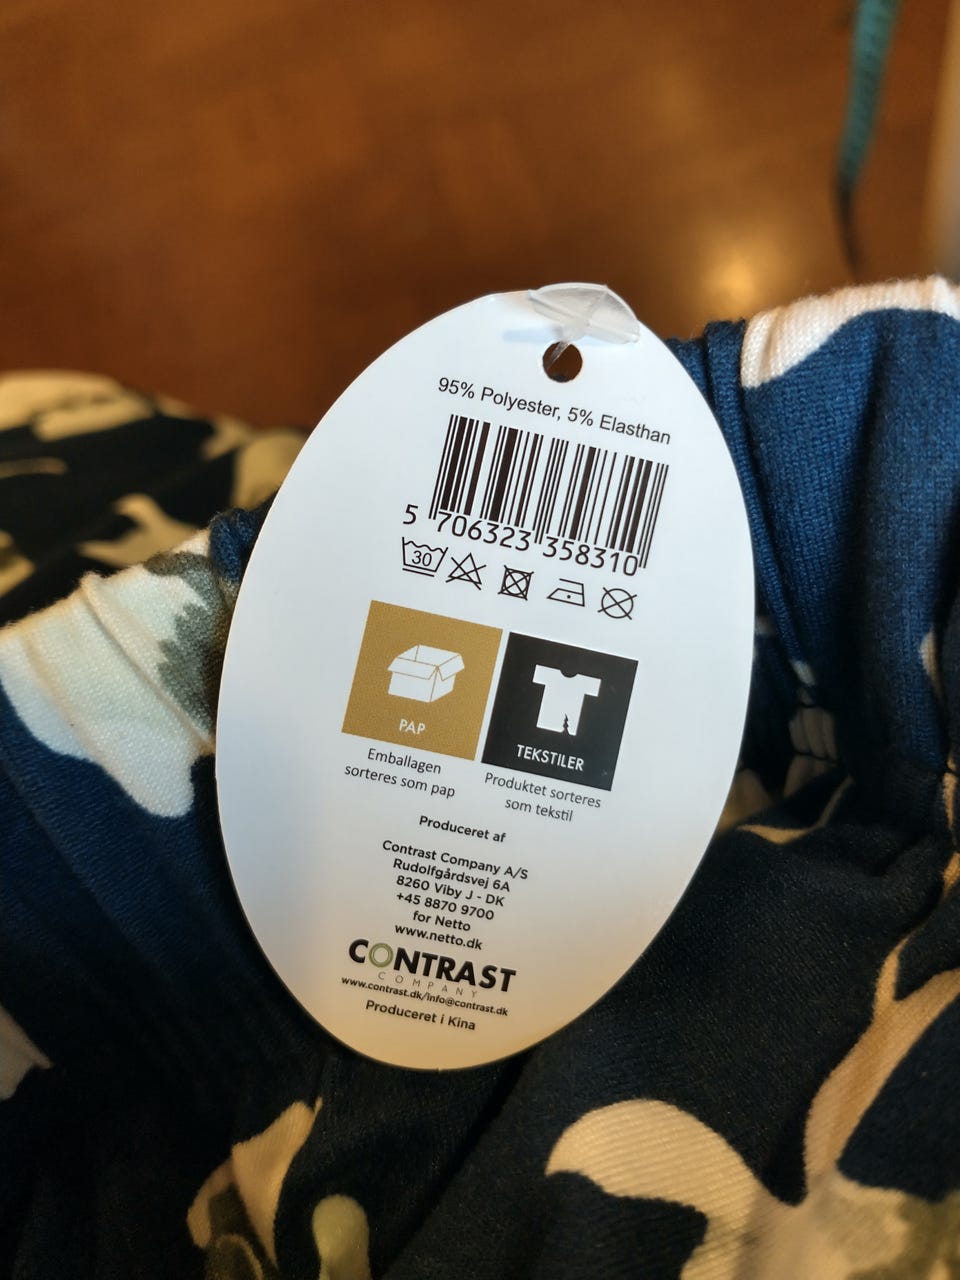 95% Polyester, 5% Elasthan
5 706323 358310
30
PAP
Emballagen
sorteres som pap
TEKSTILER
Produktet sorteres
som tekstil
Produceret af
Contrast Company A/S
Rudolfgårdsvej 6A
8260 Viby J - DK
+45 8870 9700
for Netto
www.netto.dk
CONTRAST
COMPANY
www.contrast.dk/info@contrast.dk
Produceret i Kina